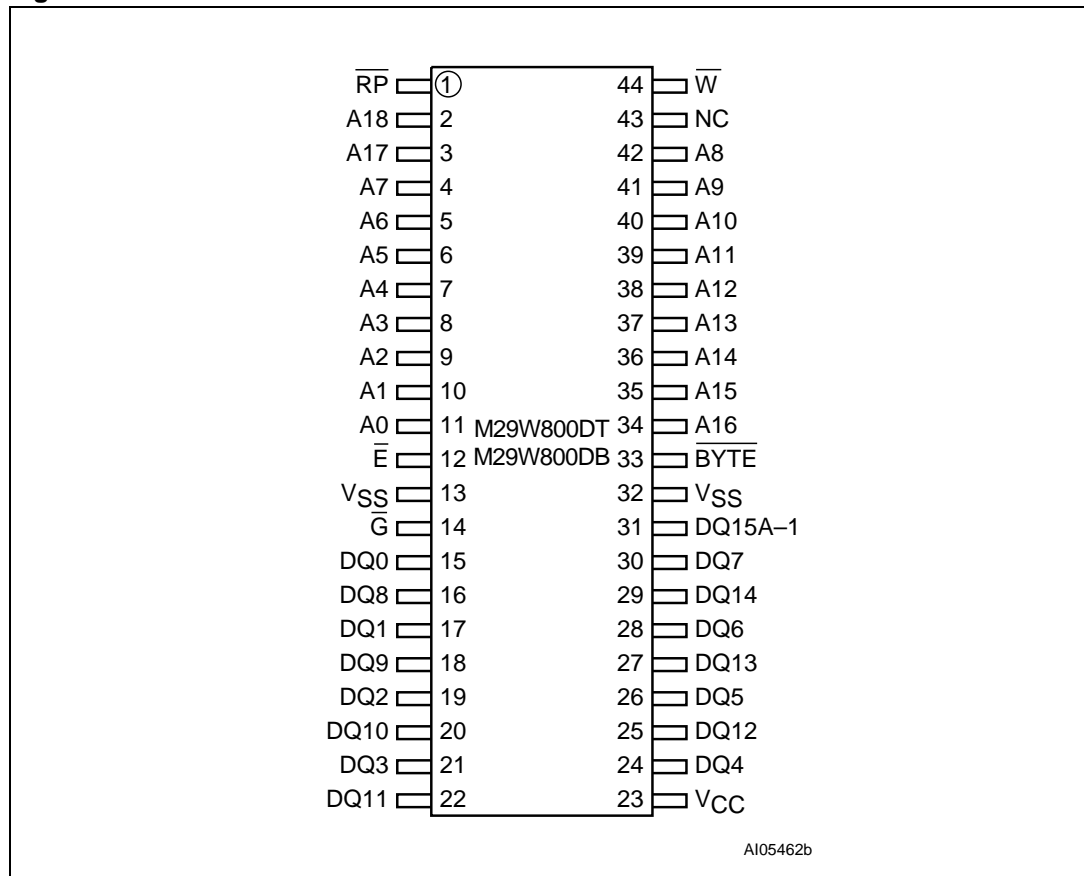 RP 1 44 W
A18 2 43 NC
A17 3 42 A8
A7 4 41 A9
A6 5 40 A10
A5 6 39 A11
A4 7 38 A12
A3 8 37 A13
A2 9 36 A14
A1 10 35 A15
A0 11 M29W800DT 34 A16
E 12 M29W800DB 33 BYTE
VSS 13 32 VSS
G 14 31 DQ15A–1
DQ0 15 30 DQ7
DQ8 16 29 DQ14
DQ1 17 28 DQ6
DQ9 18 27 DQ13
DQ2 19 26 DQ5
DQ10 20 25 DQ12
DQ3 21 24 DQ4
DQ11 22 23 VCC
AI05462b